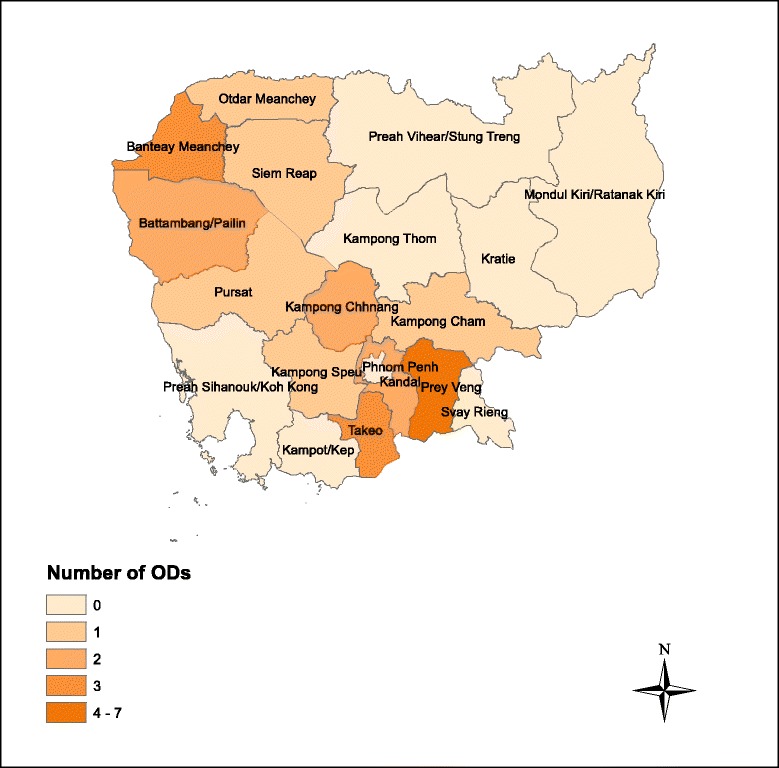 Otdar Meanchey
Preah Vihear/Stung Treng
Banteay Meanchey
Siem Reap
Mondul Kiri/Ratanak Kiri
Battambang/Pailin
Kampong Thom
Kratie
Pursat
Kampong Chhnang
Kampong Cham
Phnom Penh
Kampong Speu
Kandal
Preah Sihanouk/Koh Kong
Prey Veng
Svay Rieng
Takeo
Kampot/Kep
Number of ODs
0
1
2
3
4 - 7
N